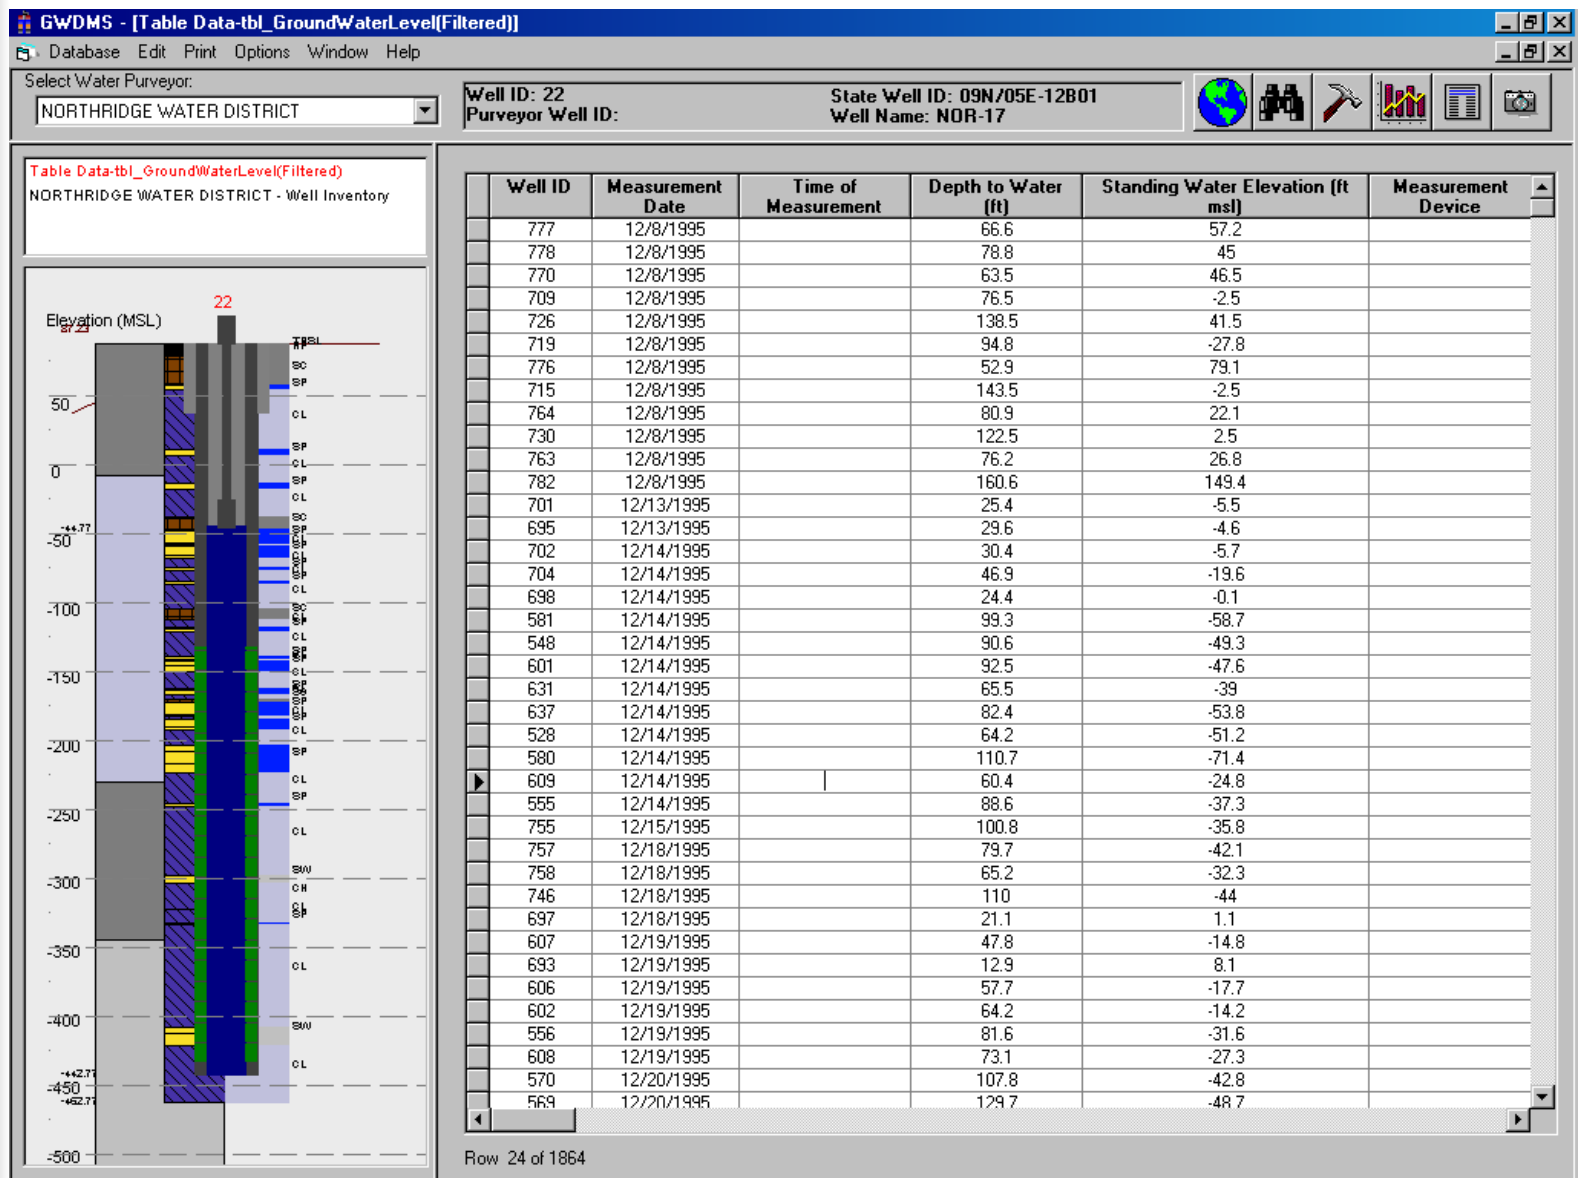 GWDMS - [Table Data-tbl_GroundWaterLevel(Filtered)]
Database Edit Print Options Window Help
Select Water Purveyor:
NORTHRIDGE WATER DISTRICT
Well ID: 22 State Well ID: 09N/05E-12B01
Purveyor Well ID: Well Name: NOR-17
Table Data-tbl_GroundWaterLevel(Filtered)
NORTHRIDGE WATER DISTRICT - Well Inventory
22
Elevation (MSL)
87.23
SC
SP
50
CL
SP
CL
0
SP
CL
SC
-44.77
SP
-50
CL
-100
SC
CL
SP
CL
-150
CL
SP
CL
-200
SP
CL
SP
-250
CL
SW
-300
CH
CL
SP
-350
CL
-400
SW
CL
-442.77
-450
-462.77
-500
Well ID Measurement Date Time of Measurement Depth to Water (ft) Standing Water Elevation (ft msl) Measurement Device
777 12/8/1995 66.6 57.2
778 12/8/1995 78.8 45
770 12/8/1995 63.5 46.5
709 12/8/1995 76.5 -2.5
726 12/8/1995 138.5 41.5
719 12/8/1995 94.8 -27.8
776 12/8/1995 52.9 79.1
715 12/8/1995 143.5 -2.5
764 12/8/1995 80.9 22.1
730 12/8/1995 122.5 2.5
763 12/8/1995 76.2 26.8
782 12/8/1995 160.6 149.4
701 12/13/1995 25.4 -5.5
695 12/13/1995 29.6 -4.6
702 12/14/1995 30.4 -5.7
704 12/14/1995 46.9 -19.6
698 12/14/1995 24.4 -0.1
581 12/14/1995 99.3 -58.7
548 12/14/1995 90.6 -49.3
601 12/14/1995 92.5 -47.6
631 12/14/1995 65.5 -39
637 12/14/1995 82.4 -53.8
528 12/14/1995 64.2 -51.2
580 12/14/1995 110.7 -71.4
609 12/14/1995 60.4 -24.8
555 12/14/1995 88.6 -37.3
755 12/15/1995 100.8 -35.8
757 12/18/1995 79.7 -42.1
758 12/18/1995 65.2 -32.3
746 12/18/1995 110 -44
697 12/18/1995 21.1 1.1
607 12/19/1995 47.8 -14.8
693 12/19/1995 12.9 8.1
606 12/19/1995 57.7 -17.7
602 12/19/1995 64.2 -14.2
556 12/19/1995 81.6 -31.6
608 12/19/1995 73.1 -27.3
570 12/20/1995 107.8 -42.8
569 12/20/1995 129.7 -48.7
Row 24 of 1864